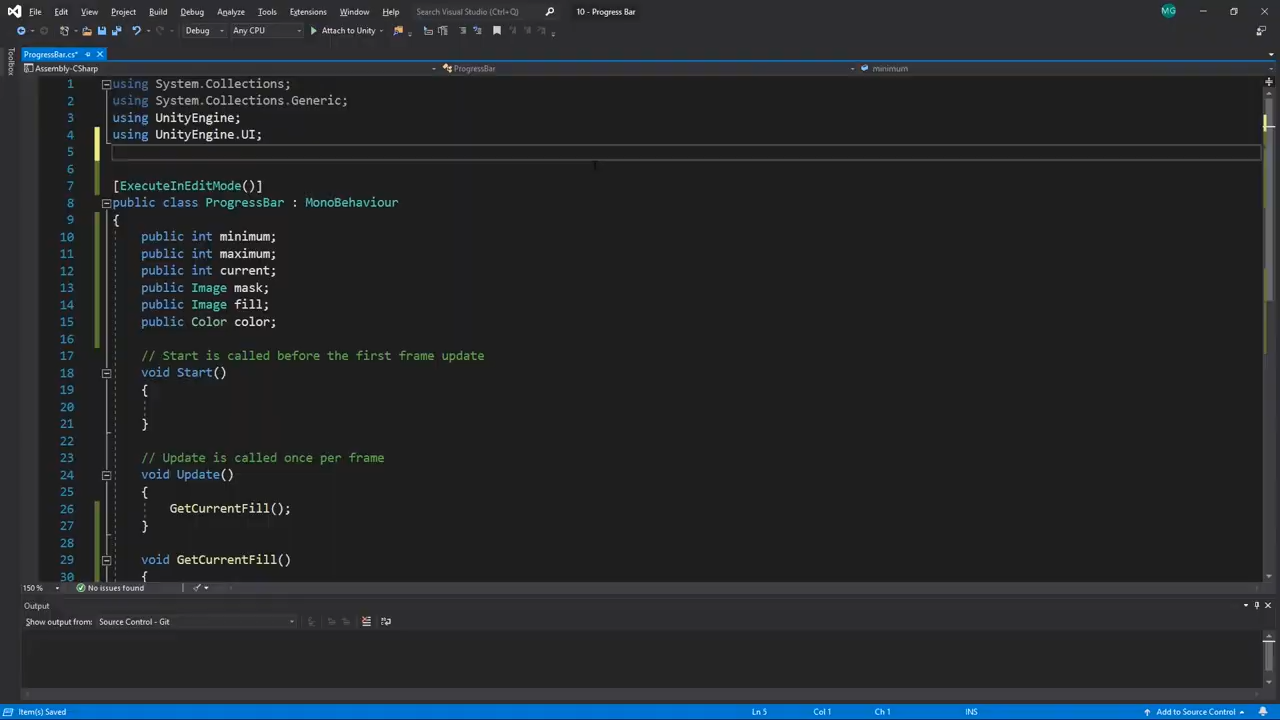 File Edit View Project Build Debug Analyze Tools Extensions Window Help Search Visual Studio (Ctrl+Q) 10 - Progress Bar MG
Debug Any CPU Attach to Unity
Toolbox
ProgressBar.cs*
Assembly-CSharp ProgressBar minimum
1 using System.Collections;
2 using System.Collections.Generic;
3 using UnityEngine;
4 using UnityEngine.UI;
5
6
7 [ExecuteInEditMode()]
8 public class ProgressBar : MonoBehaviour
9 {
10 public int minimum;
11 public int maximum;
12 public int current;
13 public Image mask;
14 public Image fill;
15 public Color color;
16
17 // Start is called before the first frame update
18 void Start()
19 {
20
21 }
22
23 // Update is called once per frame
24 void Update()
25 {
26 GetCurrentFill();
27 }
28
29 void GetCurrentFill()
30 {
150 % No issues found
Output
Show output from: Source Control - Git
Item(s) Saved Ln 5 Col 1 Ch 1 INS Add to Source Control